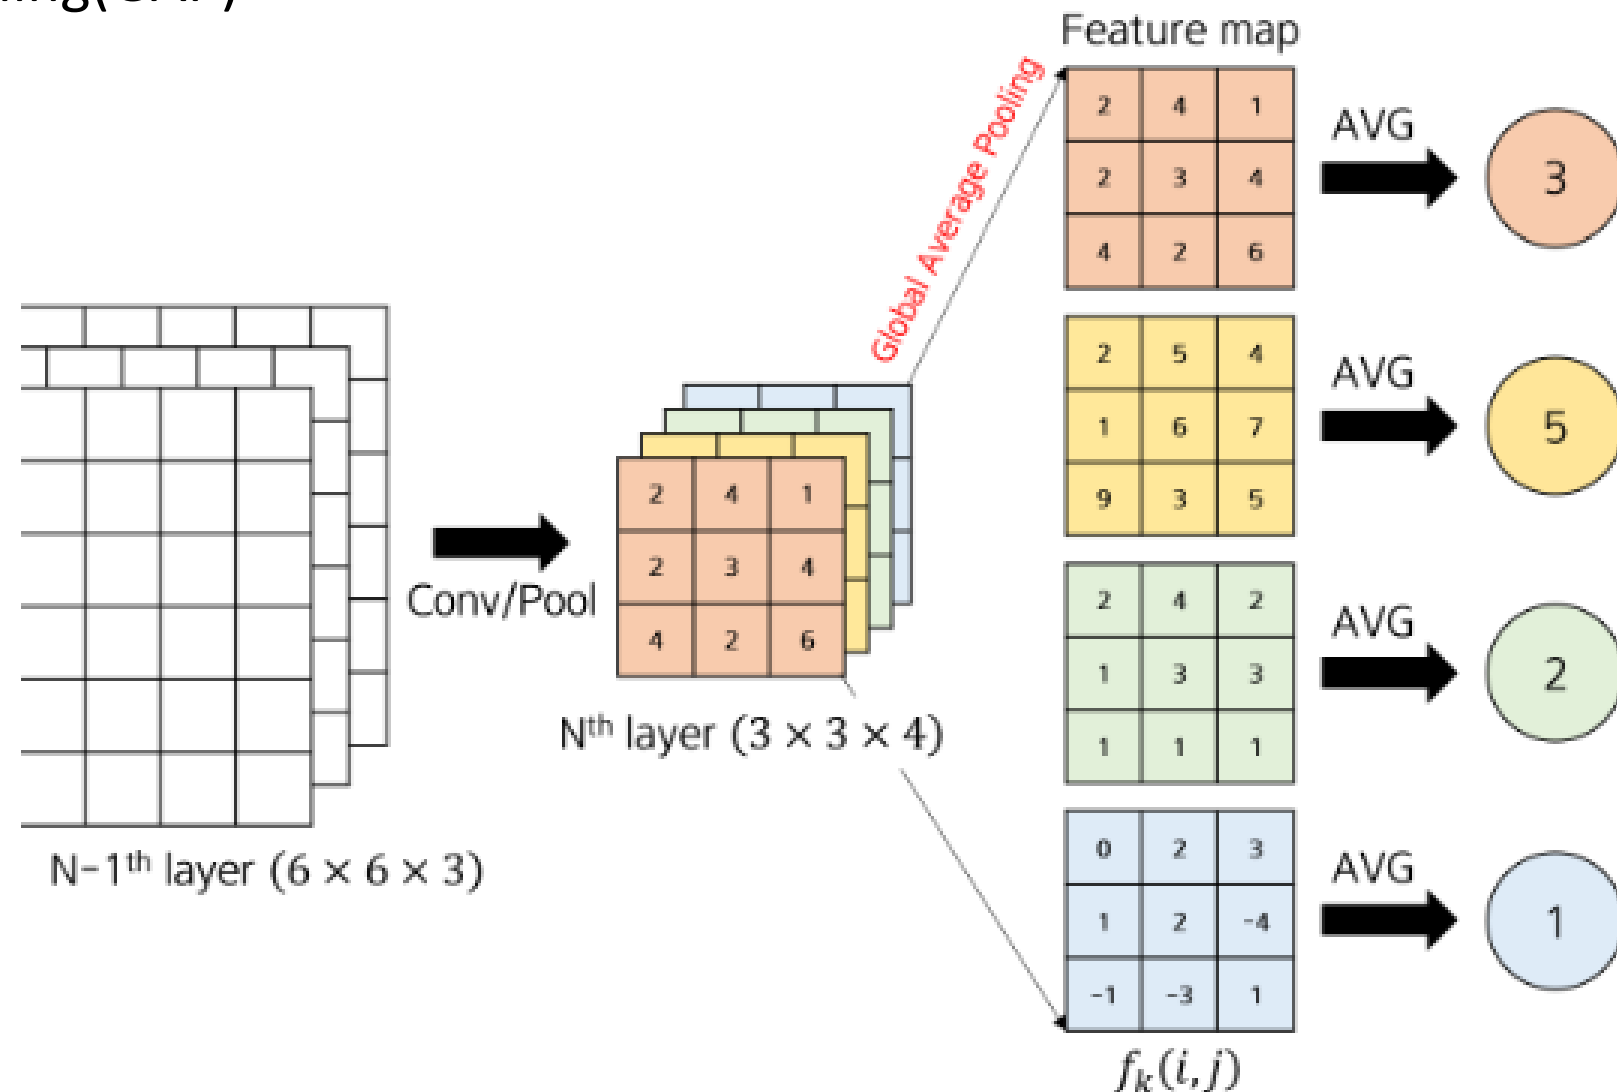 Feature map
Global Average Pooling
2 4 1
2 3 4
4 2 6
AVG
3
2 5 4
1 6 7
9 3 5
AVG
5
2 4 2
1 3 3
1 1 1
AVG
2
0 2 3
1 2 -4
-1 -3 1
AVG
1
f_k(i,j)
Conv/Pool
2 4 1
2 3 4
4 2 6
Nth layer (3 × 3 × 4)
N-1th layer (6 × 6 × 3)